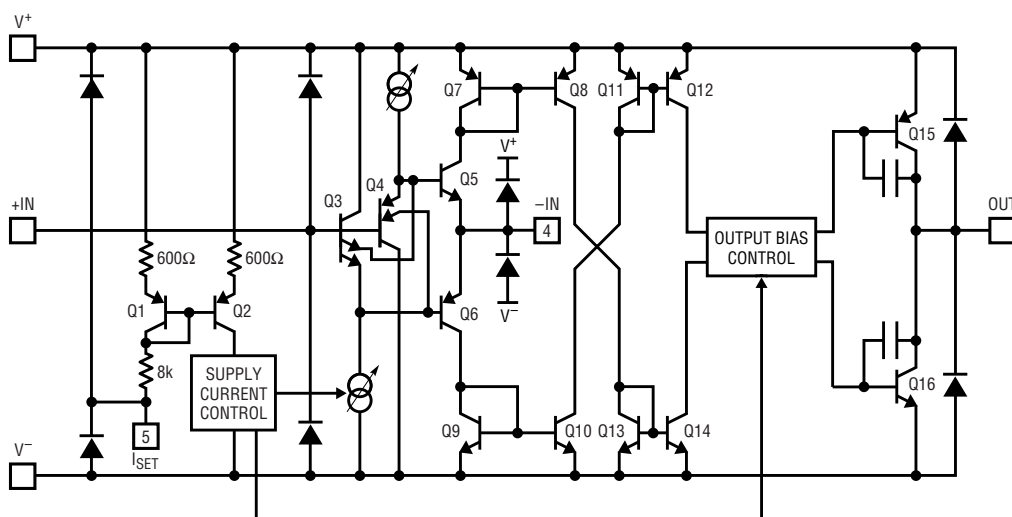 V+
Q7
Q8
Q11
Q12
Q15
V+
Q4
Q3
Q5
+IN
–IN
4
OUT
OUTPUT BIAS
CONTROL
600Ω
600Ω
Q1
Q2
Q6
V–
8k
SUPPLY
CURRENT
CONTROL
Q16
5
ISET
Q9
Q10
Q13
Q14
V–